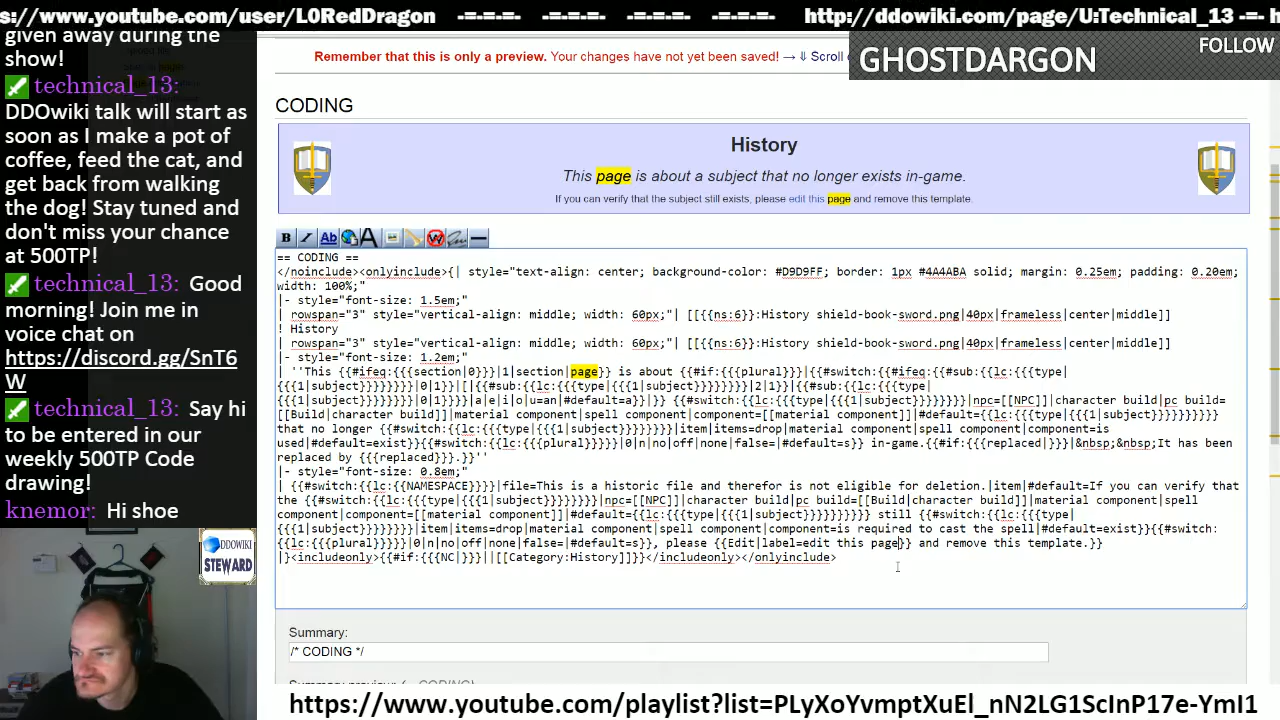 s://www.youtube.com/user/L0RedDragon -=-=-=- -=-=-=- -=-=-=- -=-=-=- http://ddowiki.com/page/U:Technical_13 -=-
given away during the
show!
technical_13:
DDOwiki talk will start as
soon as I make a pot of
coffee, feed the cat, and
get back from walking
the dog! Stay tuned and
don't miss your chance
at 500TP!
technical_13: Good
morning! Join me in
voice chat on
https://discord.gg/SnT6
W
technical_13: Say hi
to be entered in our
weekly 500TP Code
drawing!
knemor: Hi shoe
DDOWIKI
STEWARD
Remember that this is only a preview. Your changes have not yet been saved! → ⇓ Scroll
GHOSTDARGON
FOLLOW
CODING
History
This page is about a subject that no longer exists in-game.
If you can verify that the subject still exists, please edit this page and remove this template.
B I Ab A W
== CODING ==
</noinclude><onlyinclude>{| style="text-align: center; background-color: #D9D9FF; border: 1px #4A4ABA solid; margin: 0.25em; padding: 0.20em;
width: 100%;"
|- style="font-size: 1.5em;"
| rowspan="3" style="vertical-align: middle; width: 60px;"| [[{{ns:6}}:History shield-book-sword.png|40px|frameless|center|middle]]
! History
| rowspan="3" style="vertical-align: middle; width: 60px;"| [[{{ns:6}}:History shield-book-sword.png|40px|frameless|center|middle]]
|- style="font-size: 1.2em;"
| ''This {{#ifeq:{{{section|0}}}|1|section|page}} is about {{#if:{{{plural}}}|{{#switch:{{#ifeq:{{#sub:{{lc:{{{type|
{{{1|subject}}}}}}}}|0|1}}|[|{{#sub:{{lc:{{{type|{{{1|subject}}}}}}}}|2|1}}|{{#sub:{{lc:{{{type|
{{{1|subject}}}}}}}}|0|1}}}}|a|e|i|o|u=an|#default=a}}|}} {{#switch:{{lc:{{{type|{{{1|subject}}}}}}}}|npc=[[NPC]]|character build|pc build=
[[Build|character build]]|material component|spell component|component=[[material component]]|#default={{lc:{{{type|{{{1|subject}}}}}}}}
that no longer {{#switch:{{lc:{{{type|{{{1|subject}}}}}}}}|item|items=drop|material component|spell component|component=is
used|#default=exist}}{{#switch:{{lc:{{{plural}}}}}|0|n|no|off|none|false=|#default=s}} in-game.{{#if:{{{replaced|}}}|&nbsp;&nbsp;It has been
replaced by {{{replaced}}}.}}''
|- style="font-size: 0.8em;"
| {{#switch:{{lc:{{NAMESPACE}}}}|file=This is a historic file and therefor is not eligible for deletion.|item|#default=If you can verify that
the {{#switch:{{lc:{{{type|{{{1|subject}}}}}}}}|npc=[[NPC]]|character build|pc build=[[Build|character build]]|material component|spell
component|component=[[material component]]|#default={{lc:{{{type|{{{1|subject}}}}}}}} still {{#switch:{{lc:{{{type|
{{{1|subject}}}}}}}}|item|items=drop|material component|spell component|component=is required to cast the spell|#default=exist}}{{#switch:
{{lc:{{{plural}}}}}|0|n|no|off|none|false=|#default=s}}, please {{Edit|label=edit this page}} and remove this template.}}
|}<includeonly>{{#if:{{{NC|}}}||[[Category:History]]}}</includeonly></onlyinclude>
Summary:
/* CODING */
https://www.youtube.com/playlist?list=PLyXoYvmptXuEl_nN2LG1ScInP17e-YmI1